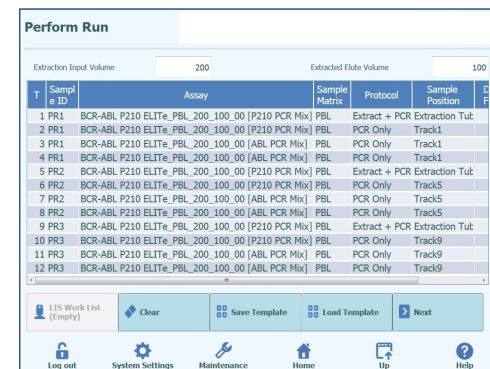 Perform Run
Extraction Input Volume 200 Extracted Elute Volume 100
T Sampl e ID Assay Sample Matrix Protocol Sample Position D F
1 PR1 BCR-ABL P210 ELITe_PBL_200_100_00 [P210 PCR Mix] PBL Extract + PCR Extraction Tub
2 PR1 BCR-ABL P210 ELITe_PBL_200_100_00 [P210 PCR Mix] PBL PCR Only Track1
3 PR1 BCR-ABL P210 ELITe_PBL_200_100_00 [ABL PCR Mix] PBL PCR Only Track1
4 PR1 BCR-ABL P210 ELITe_PBL_200_100_00 [ABL PCR Mix] PBL PCR Only Track1
5 PR2 BCR-ABL P210 ELITe_PBL_200_100_00 [P210 PCR Mix] PBL Extract + PCR Extraction Tub
6 PR2 BCR-ABL P210 ELITe_PBL_200_100_00 [P210 PCR Mix] PBL PCR Only Track5
7 PR2 BCR-ABL P210 ELITe_PBL_200_100_00 [ABL PCR Mix] PBL PCR Only Track5
8 PR2 BCR-ABL P210 ELITe_PBL_200_100_00 [ABL PCR Mix] PBL PCR Only Track5
9 PR3 BCR-ABL P210 ELITe_PBL_200_100_00 [P210 PCR Mix] PBL Extract + PCR Extraction Tub
10 PR3 BCR-ABL P210 ELITe_PBL_200_100_00 [P210 PCR Mix] PBL PCR Only Track9
11 PR3 BCR-ABL P210 ELITe_PBL_200_100_00 [ABL PCR Mix] PBL PCR Only Track9
12 PR3 BCR-ABL P210 ELITe_PBL_200_100_00 [ABL PCR Mix] PBL PCR Only Track9
LIS Work List (Empty) Clear Save Template Load Template Next
Log out System Settings Maintenance Home Up Help